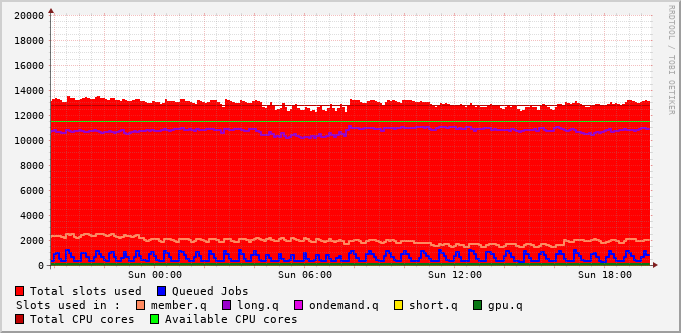 20000
18000
16000
14000
12000
10000
8000
6000
4000
2000
0
Sun 00:00 Sun 06:00 Sun 12:00 Sun 18:00
RRDTOOL / TOBI OETIKER
Total slots used Queued Jobs
Slots used in : member.q long.q ondemand.q short.q gpu.q
Total CPU cores Available CPU cores